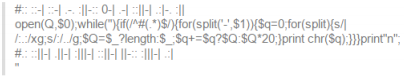 #:: ::-| ::-| .-. :||-:: 0-| .-| ::||-| .:|-. :||
open(Q,$0);while(<Q>){if(/^#(.*)$/){for(split('-',$1)){$q=0;for(split){s/|
/:.:/xg;s/:/../g;$Q=$_?length:$_;$q+=$q?$Q:$Q*20;}print chr($q);}}}print"n";
#.: ::||-| .||-| :|||-| ::||-| ||-:: :|||-| .:|
"